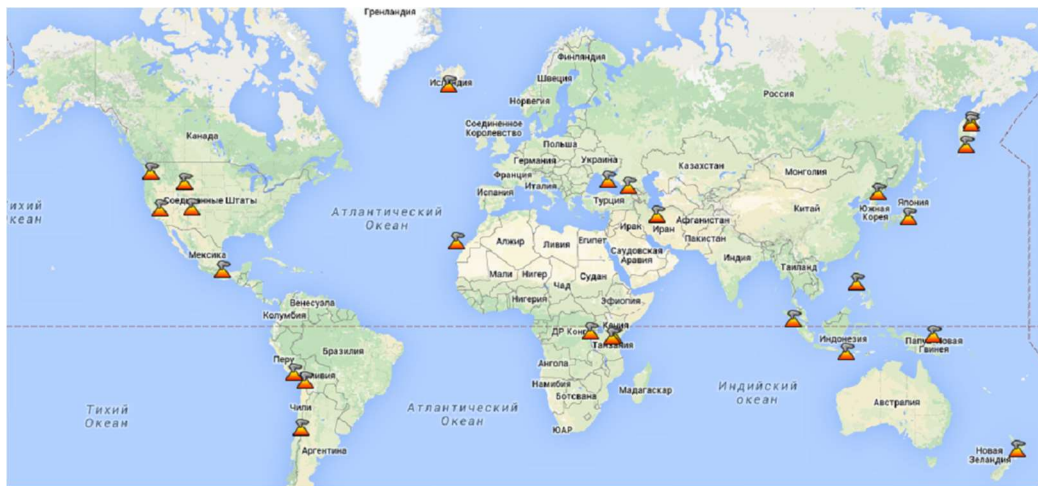 Гренландия
Исландия
Финляндия
Швеция
Норвегия
Россия
Соединенное
Королевство
Канада
Польша
Германия
Украина
Казахстан
Монголия
Франция
Италия
Испания
Турция
Соединенные Штаты
Атлантический
Океан
Тихий
Океан
Китай
Южная
Корея
Япония
Ирак
Иран
Афганистан
Пакистан
Алжир
Ливия
Египет
Саудовская
Аравия
Индия
Мексика
Мали
Нигер
Чад
Судан
Таиланд
Нигерия
Эфиопия
Венесуэла
Колумбия
ДР Конго
Кения
Танзания
Индонезия
Папуа Новая
Гвинея
Перу
Бразилия
Боливия
Ангола
Намибия
Ботсвана
Мадагаскар
Индийский
океан
Австралия
Чили
Тихий
Океан
Атлантический
Океан
ЮАР
Аргентина
Новая
Зеландия